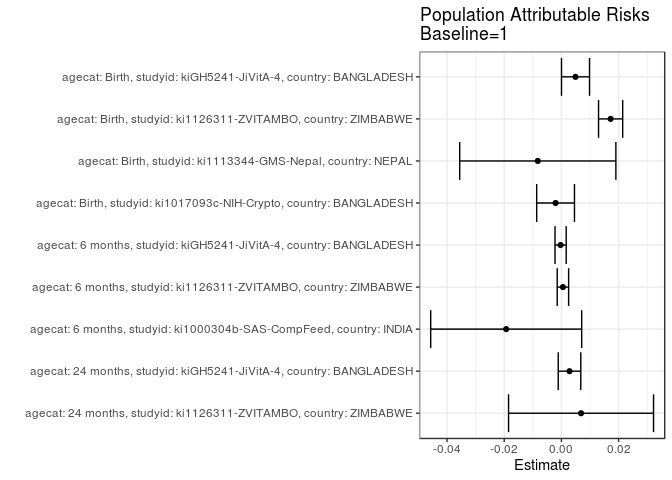 Population Attributable Risks
Baseline=1
agecat: Birth, studyid: kiGH5241-JiVitA-4, country: BANGLADESH
agecat: Birth, studyid: ki1126311-ZVITAMBO, country: ZIMBABWE
agecat: Birth, studyid: ki1113344-GMS-Nepal, country: NEPAL
agecat: Birth, studyid: ki1017093c-NIH-Crypto, country: BANGLADESH
agecat: 6 months, studyid: kiGH5241-JiVitA-4, country: BANGLADESH
agecat: 6 months, studyid: ki1126311-ZVITAMBO, country: ZIMBABWE
agecat: 6 months, studyid: ki1000304b-SAS-CompFeed, country: INDIA
agecat: 24 months, studyid: kiGH5241-JiVitA-4, country: BANGLADESH
agecat: 24 months, studyid: ki1126311-ZVITAMBO, country: ZIMBABWE
-0.04 -0.02 0.00 0.02
Estimate